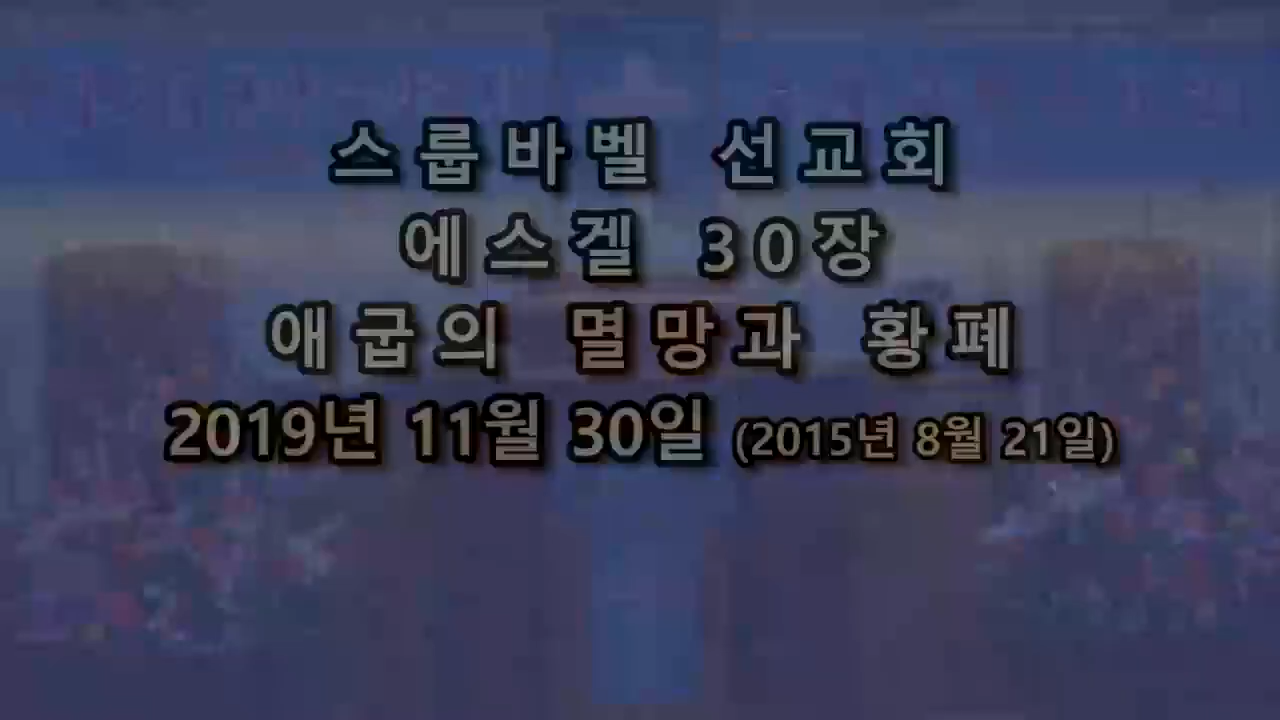 스룹바벨 선교회
에스겔 30장
애굽의 멸망과 황폐
2019년 11월 30일 (2015년 8월 21일)